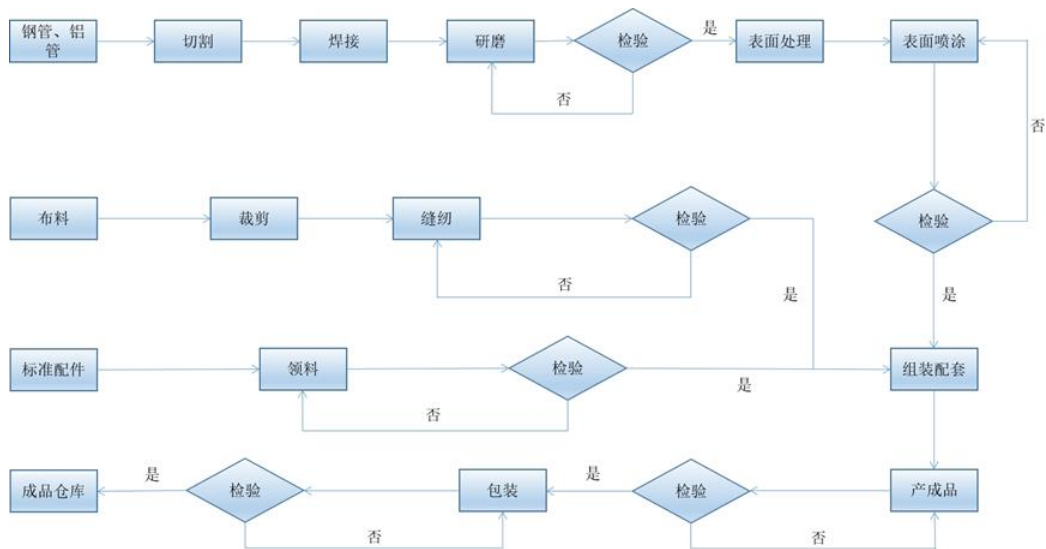 钢管、铝
管
切割
焊接
研磨
检验
是
表面处理
表面喷涂
否
否
布料
裁剪
缝纫
检验
检验
否
是
是
标准配件
领料
检验
是
组装配套
否
成品仓库
是
检验
包装
是
检验
产成品
否
否